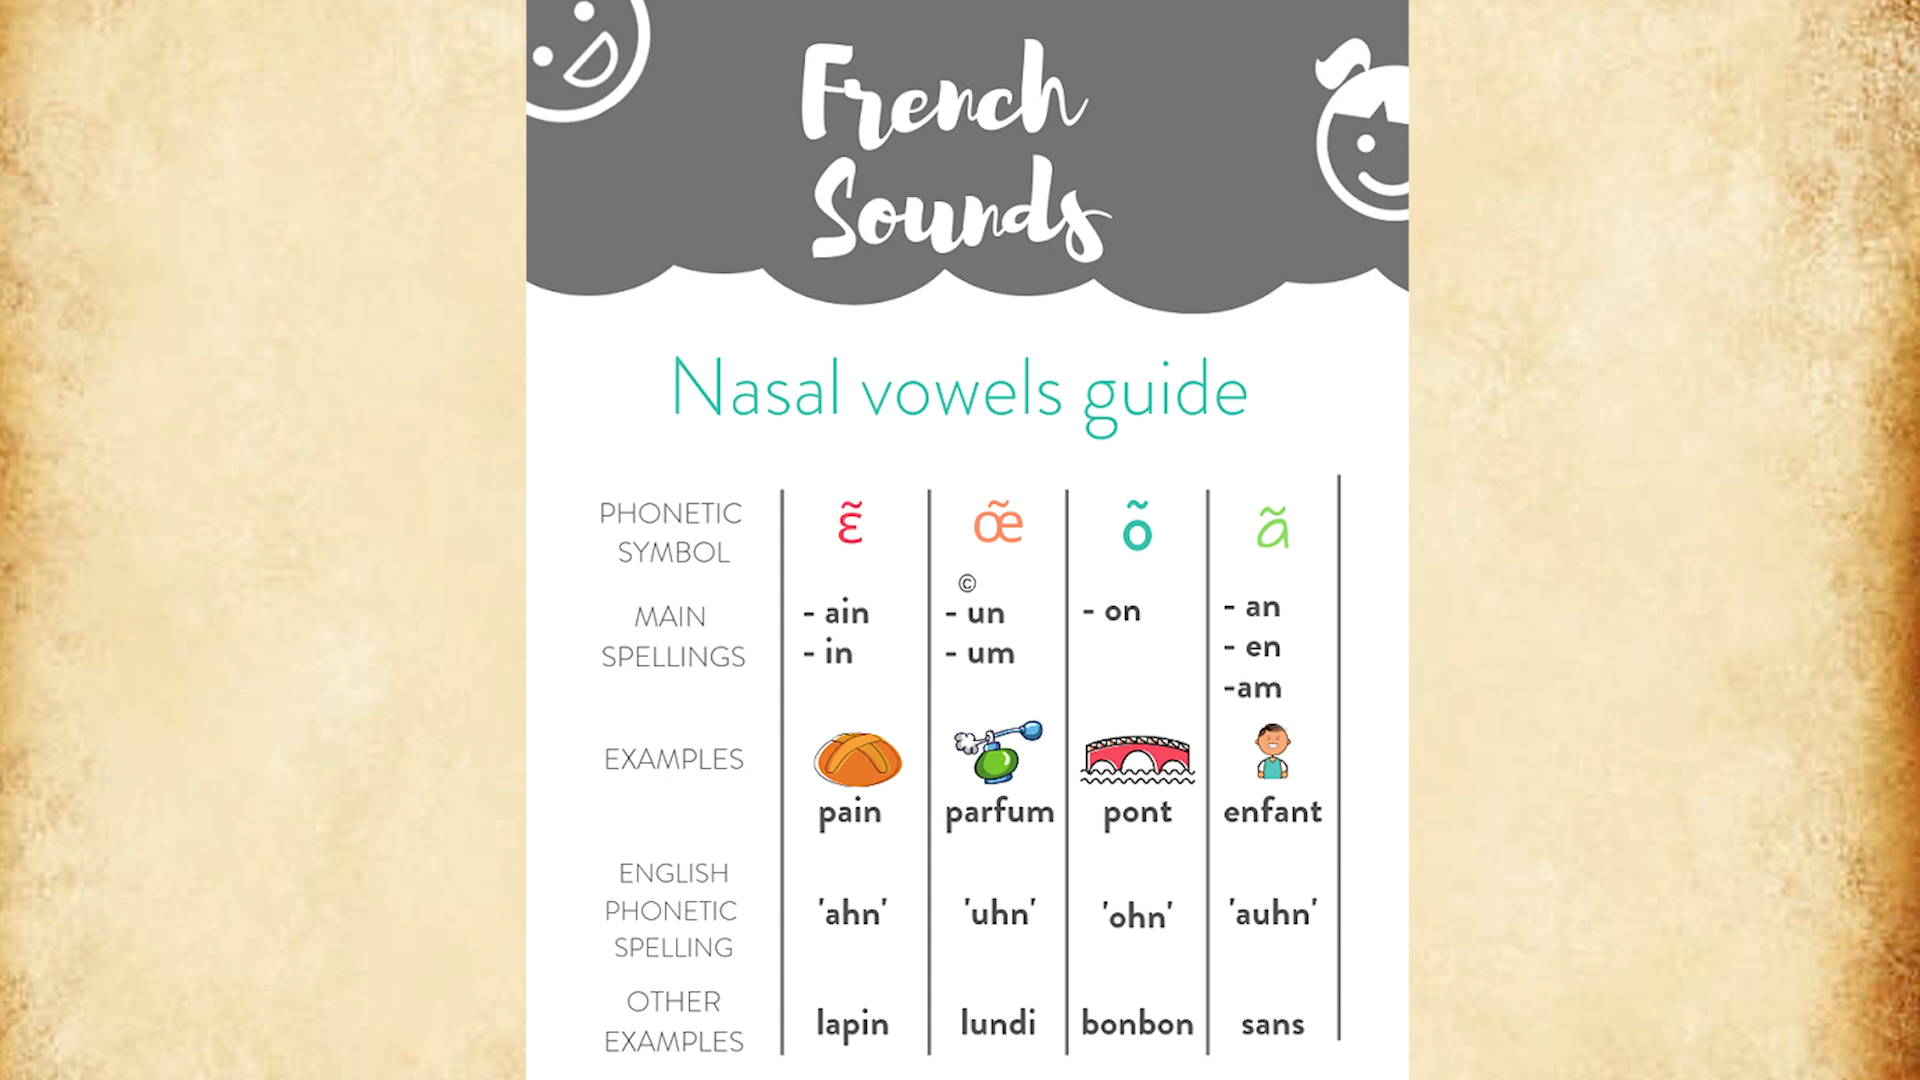 French
Sounds
Nasal vowels guide
PHONETIC SYMBOL ɛ̃ œ̃ õ ã
©
MAIN SPELLINGS
- ain - un - on - an
- in - um - en
-am
EXAMPLES
pain parfum pont enfant
ENGLISH PHONETIC SPELLING
'ahn' 'uhn' 'ohn' 'auhn'
OTHER EXAMPLES
lapin lundi bonbon sans